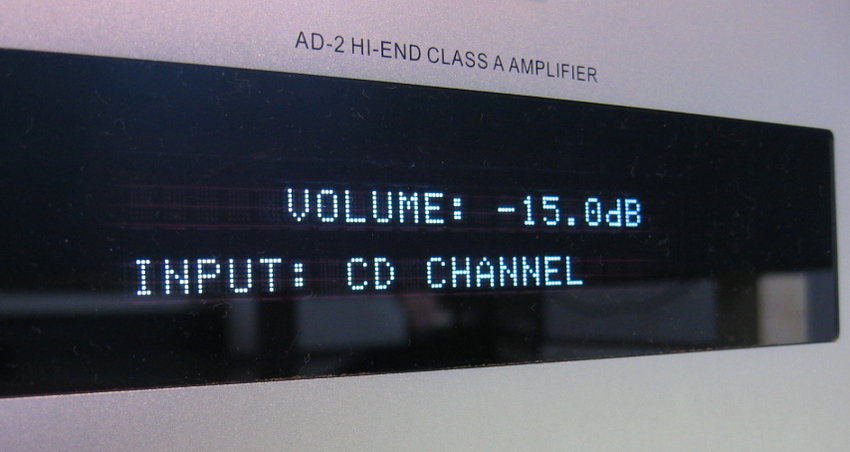 AD-2 HI-END CLASS A AMPLIFIER
VOLUME: -15.0dB
INPUT: CD CHANNEL